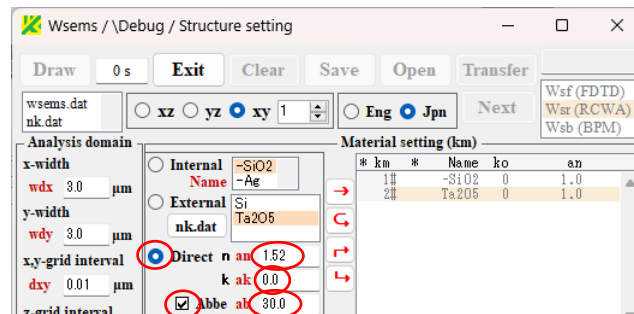 Wsems / \Debug / Structure setting
Draw 0 s Exit Clear Save Open Transfer
wsems.dat
nk.dat
xz yz xy 1 Eng Jpn Next
Wsf (FDTD)
Wsr (RCWA)
Wsb (BPM)
Analysis domain
x-width
wdx 3.0 μm
y-width
wdy 3.0 μm
x,y-grid interval
dxy 0.01 μm
z-grid interval
Internal Name
-SiO2
-Ag
External
nk.dat
Si
Ta2O5
Direct n an 1.52
k ak 0.0
Abbe ab 30.0
Material setting (km)
* km * Name ko an
1# -SiO2 0 1.0
2# Ta2O5 0 1.0